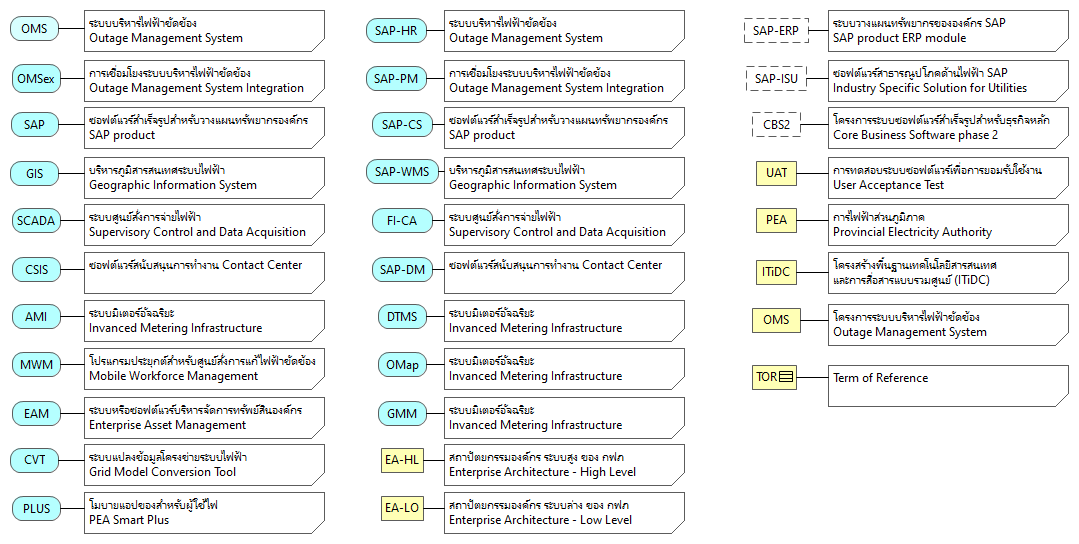 OMS
ระบบบริหารไฟฟ้าขัดข้อง
Outage Management System
OMSex
การเชื่อมโยงระบบบริหารไฟฟ้าขัดข้อง
Outage Management System Integration
SAP
ซอฟต์แวร์สำเร็จรูปสำหรับวางแผนทรัพยากรองค์กร
SAP product
GIS
บริหารภูมิสารสนเทศระบบไฟฟ้า
Geographic Information System
SCADA
ระบบศูนย์สั่งการจ่ายไฟฟ้า
Supervisory Control and Data Acquisition
CSIS
ซอฟต์แวร์สนับสนุนการทำงาน Contact Center
AMI
ระบบมิเตอร์อัจฉริยะ
Invanced Metering Infrastructure
MWM
โปรแกรมประยุกต์สำหรับศูนย์สั่งการแก้ไฟฟ้าขัดข้อง
Mobile Workforce Management
EAM
ระบบหรือซอฟต์แวร์บริหารจัดการทรัพย์สินองค์กร
Enterprise Asset Management
CVT
ระบบแปลงข้อมูลโครงข่ายระบบไฟฟ้า
Grid Model Conversion Tool
PLUS
โมบายแอปของสำหรับผู้ใช้ไฟ
PEA Smart Plus
SAP-HR
ระบบบริหารไฟฟ้าขัดข้อง
Outage Management System
SAP-PM
การเชื่อมโยงระบบบริหารไฟฟ้าขัดข้อง
Outage Management System Integration
SAP-CS
ซอฟต์แวร์สำเร็จรูปสำหรับวางแผนทรัพยากรองค์กร
SAP product
SAP-WMS
บริหารภูมิสารสนเทศระบบไฟฟ้า
Geographic Information System
FI-CA
ระบบศูนย์สั่งการจ่ายไฟฟ้า
Supervisory Control and Data Acquisition
SAP-DM
ซอฟต์แวร์สนับสนุนการทำงาน Contact Center
DTMS
ระบบมิเตอร์อัจฉริยะ
Invanced Metering Infrastructure
OMap
ระบบมิเตอร์อัจฉริยะ
Invanced Metering Infrastructure
GMM
ระบบมิเตอร์อัจฉริยะ
Invanced Metering Infrastructure
EA-HL
สถาปัตยกรรมองค์กร ระบบสูง ของ กฟภ
Enterprise Architecture - High Level
EA-LO
สถาปัตยกรรมองค์กร ระบบล่าง ของ กฟภ
Enterprise Architecture - Low Level
SAP-ERP
ระบบวางแผนทรัพยากรขององค์กร SAP
SAP product ERP module
SAP-ISU
ซอฟต์แวร์สาธารณูปโภคด้านไฟฟ้า SAP
Industry Specific Solution for Utilities
CBS2
โครงการระบบซอฟต์แวร์สำเร็จรูปสำหรับธุรกิจหลัก
Core Business Software phase 2
UAT
การทดสอบระบบซอฟต์แวร์เพื่อการยอมรับใช้งาน
User Acceptance Test
PEA
การไฟฟ้าส่วนภูมิภาค
Provincial Electricity Authority
ITiDC
โครงสร้างพื้นฐานเทคโนโลยีสารสนเทศ
และการสื่อสารแบบรวมศูนย์ (ITiDC)
OMS
โครงการระบบบริหารไฟฟ้าขัดข้อง
Outage Management System
TOR
Term of Reference